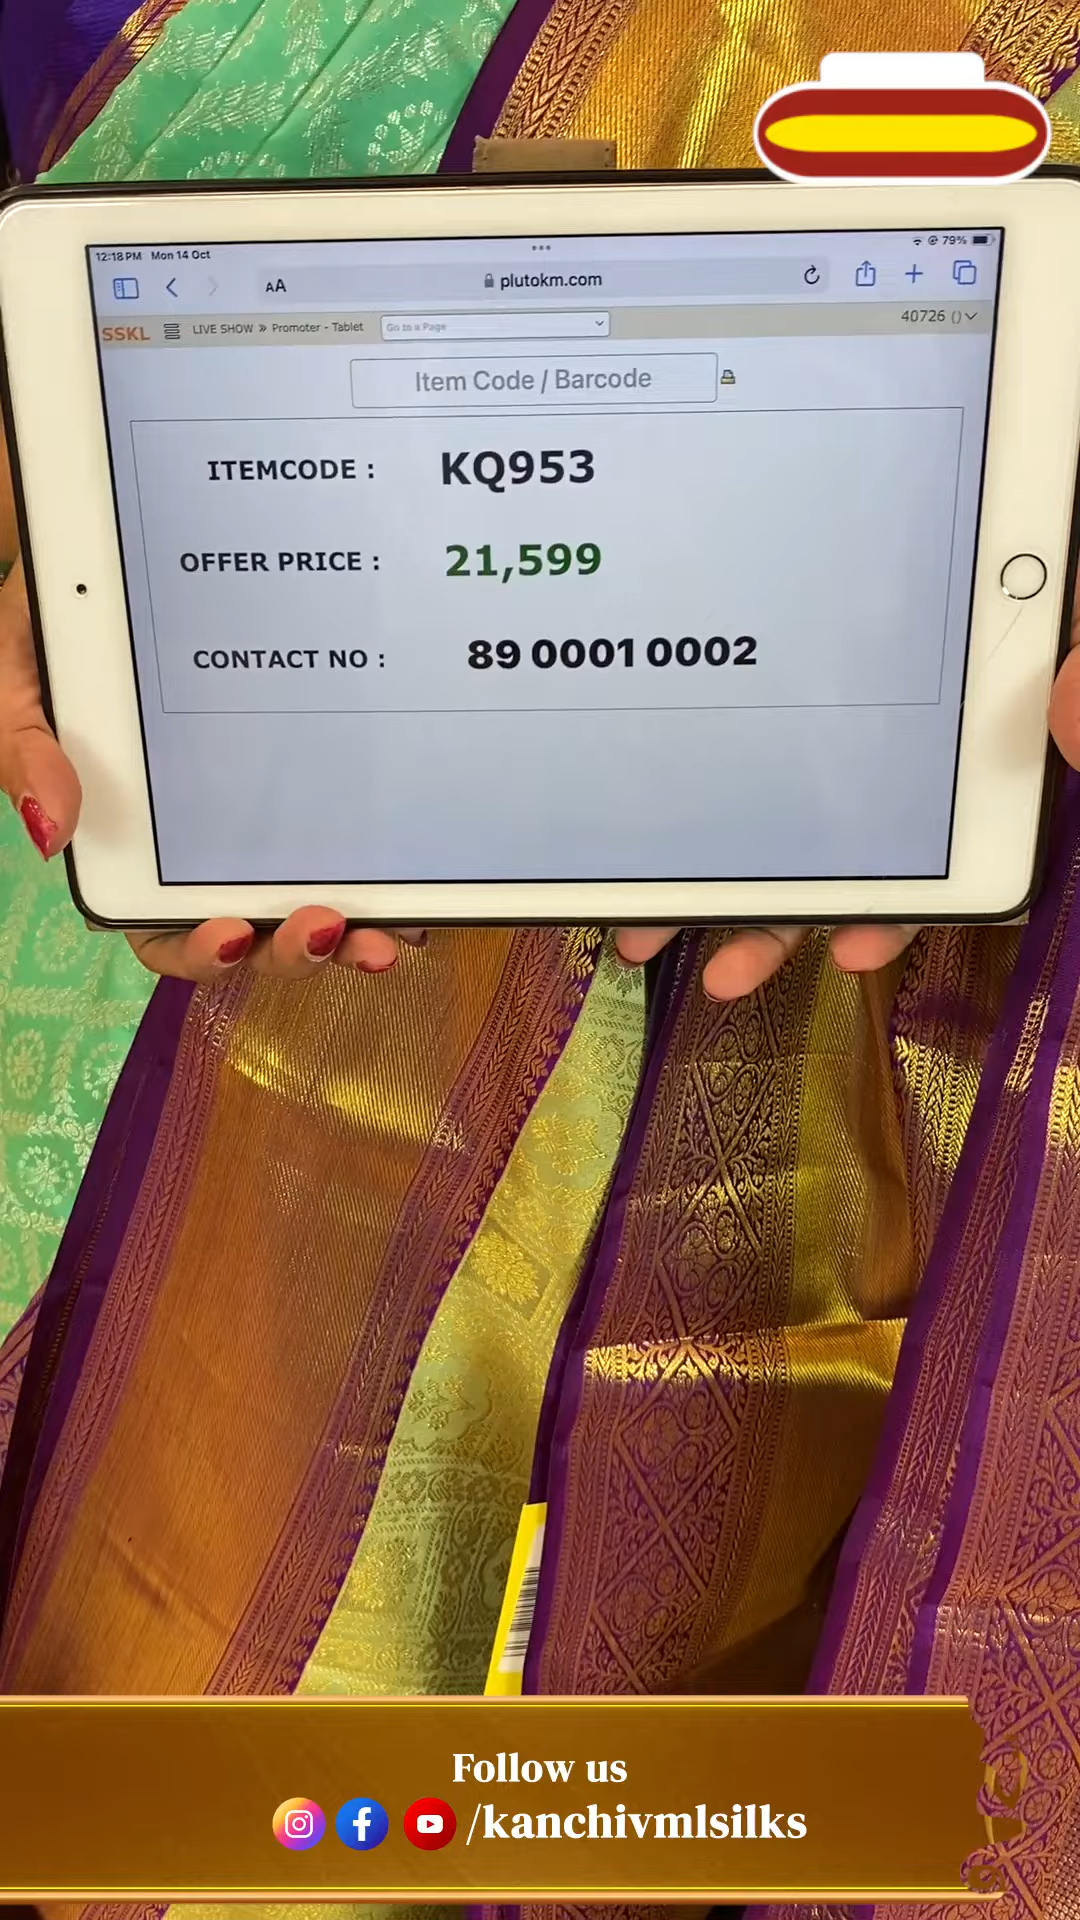 12:18 PM Mon 14 Oct
79%
AA
plutokm.com
SSKL
LIVE SHOW » Promoter - Tablet
Go to a Page
40726 ()
Item Code / Barcode
ITEMCODE : KQ953
OFFER PRICE : 21,599
CONTACT NO : 89 0001 0002
Follow us
/kanchivmlsilks